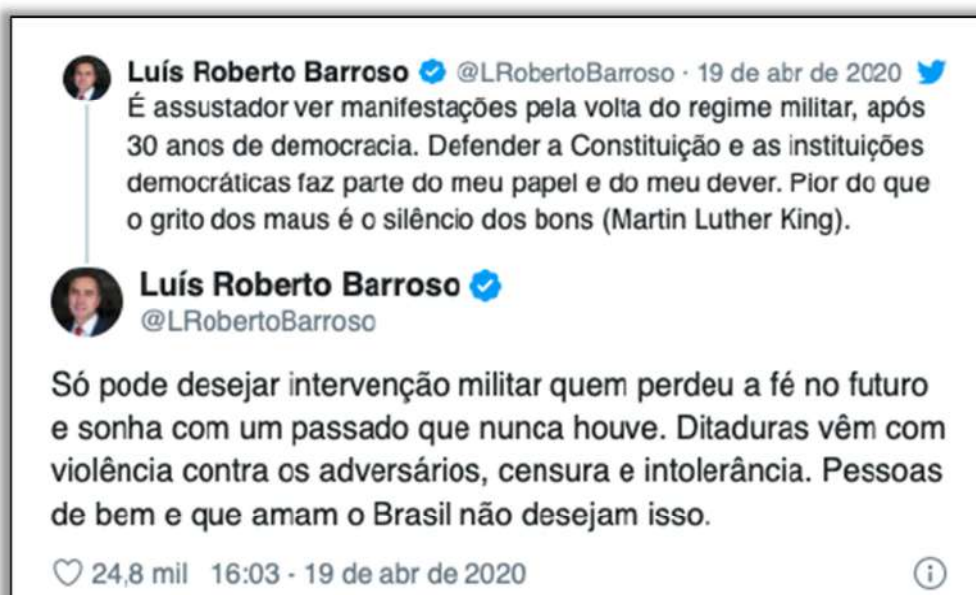 Luís Roberto Barroso @LRobertoBarroso · 19 de abr de 2020
É assustador ver manifestações pela volta do regime militar, após
30 anos de democracia. Defender a Constituição e as instituições
democráticas faz parte do meu papel e do meu dever. Pior do que
o grito dos maus é o silêncio dos bons (Martin Luther King).
Luís Roberto Barroso
@LRobertoBarroso
Só pode desejar intervenção militar quem perdeu a fé no futuro
e sonha com um passado que nunca houve. Ditaduras vêm com
violência contra os adversários, censura e intolerância. Pessoas
de bem e que amam o Brasil não desejam isso.
24,8 mil 16:03 - 19 de abr de 2020